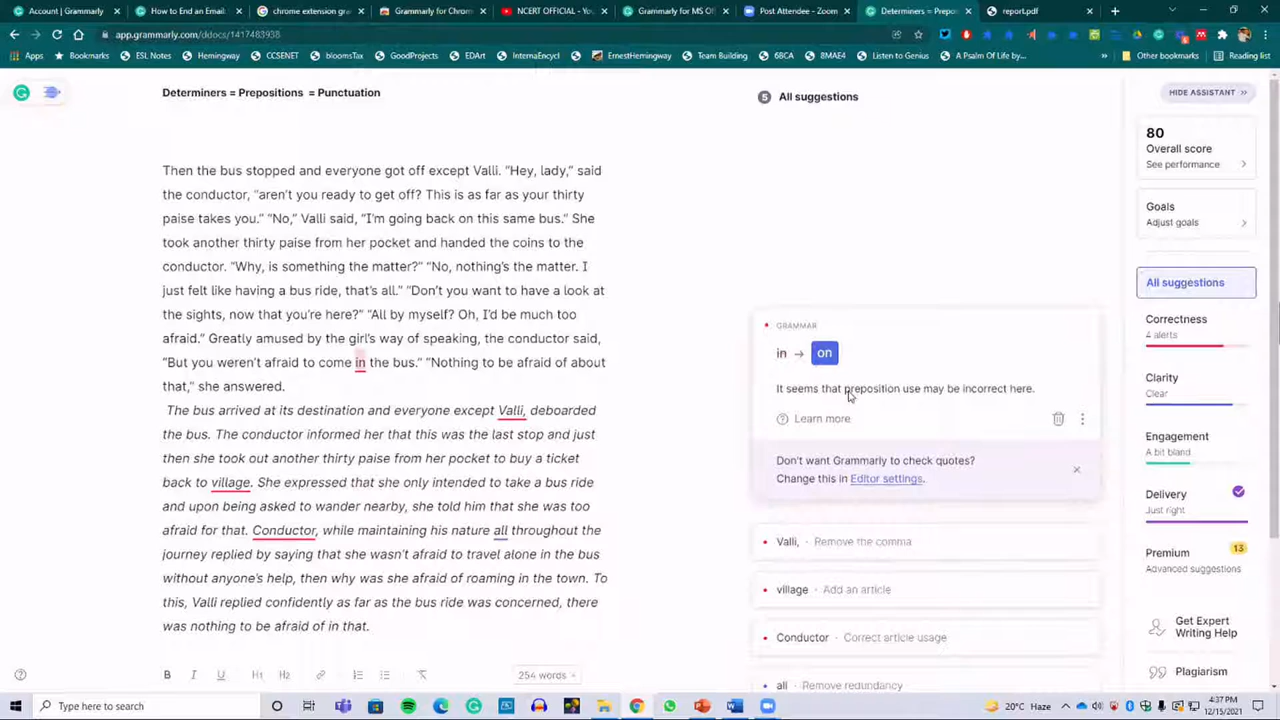 Account | Grammarly
How to End an Email:
chrome extension gra
Grammarly for Chrom
NCERT OFFICIAL - You
Grammarly for MS Of
Post Attendee - Zoom
Determiners = Prepos
report.pdf
app.grammarly.com/ddocs/1417483938
Apps
Bookmarks
ESL Notes
Hemingway
CCSENET
bloomsTax
GoodProjects
EDArt
InternaEncycl
ErnestHemingway
Team Building
6BCA
8MAE4
Listen to Genius
A Psalm Of Life by...
Other bookmarks
Reading list
Determiners = Prepositions = Punctuation
5 All suggestions
HIDE ASSISTANT
Then the bus stopped and everyone got off except Valli. “Hey, lady,” said
the conductor, “aren’t you ready to get off? This is as far as your thirty
paise takes you.” “No,” Valli said, “I’m going back on this same bus.” She
took another thirty paise from her pocket and handed the coins to the
conductor. “Why, is something the matter?” “No, nothing’s the matter. I
just felt like having a bus ride, that’s all.” “Don’t you want to have a look at
the sights, now that you’re here?” “All by myself? Oh, I’d be much too
afraid.” Greatly amused by the girl’s way of speaking, the conductor said,
“But you weren’t afraid to come in the bus.” “Nothing to be afraid of about
that,” she answered.
The bus arrived at its destination and everyone except Valli, deboarded
the bus. The conductor informed her that this was the last stop and just
then she took out another thirty paise from her pocket to buy a ticket
back to village. She expressed that she only intended to take a bus ride
and upon being asked to wander nearby, she told him that she was too
afraid for that. Conductor, while maintaining his nature all throughout the
journey replied by saying that she wasn’t afraid to travel alone in the bus
without anyone’s help, then why was she afraid of roaming in the town. To
this, Valli replied confidently as far as the bus ride was concerned, there
was nothing to be afraid of in that.
GRAMMAR
in → on
It seems that preposition use may be incorrect here.
Learn more
Don’t want Grammarly to check quotes?
Change this in Editor settings.
Valli, · Remove the comma
village · Add an article
Conductor · Correct article usage
all · Remove redundancy
80
Overall score
See performance
Goals
Adjust goals
All suggestions
Correctness
4 alerts
Clarity
Clear
Engagement
A bit bland
Delivery
Just right
Premium
13
Advanced suggestions
Get Expert
Writing Help
Plagiarism
B I U H1 H2
254 words
Type here to search
20°C Haze
4:37 PM
12/15/2021